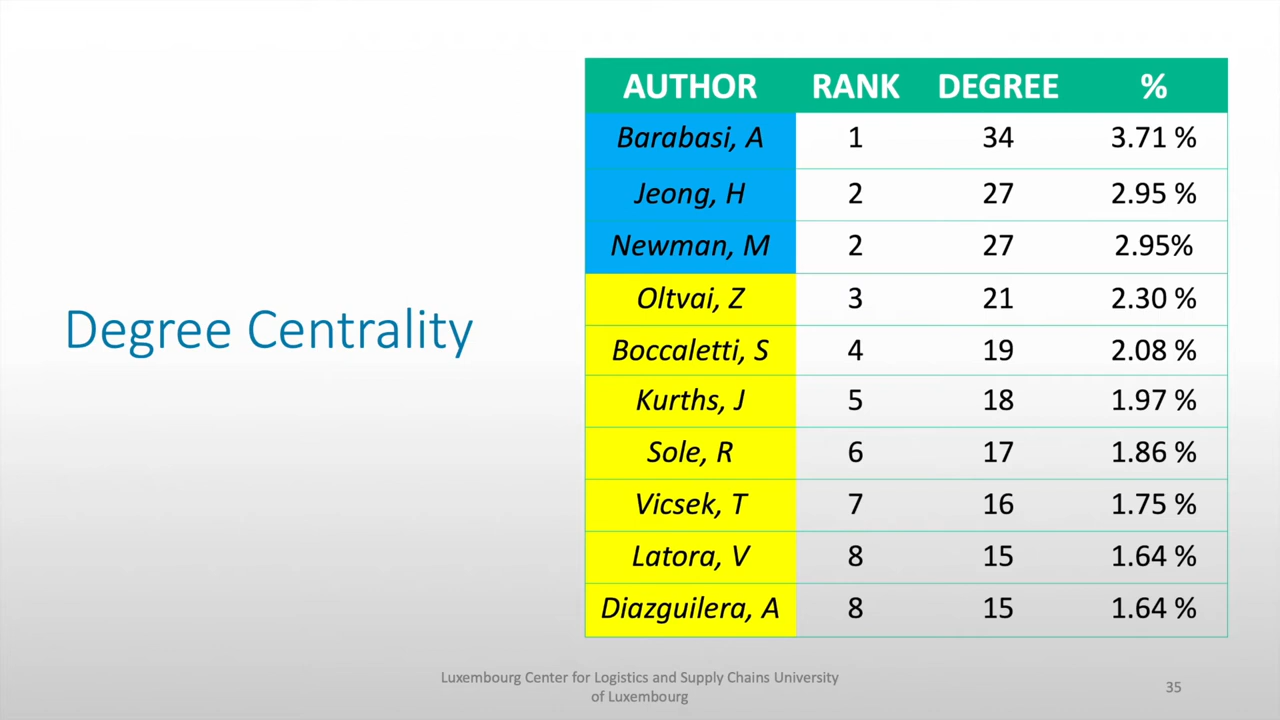 Degree Centrality
AUTHOR RANK DEGREE %
Barabasi, A 1 34 3.71 %
Jeong, H 2 27 2.95 %
Newman, M 2 27 2.95%
Oltvai, Z 3 21 2.30 %
Boccaletti, S 4 19 2.08 %
Kurths, J 5 18 1.97 %
Sole, R 6 17 1.86 %
Vicsek, T 7 16 1.75 %
Latora, V 8 15 1.64 %
Diazguilera, A 8 15 1.64 %
Luxembourg Center for Logistics and Supply Chains University
of Luxembourg
35